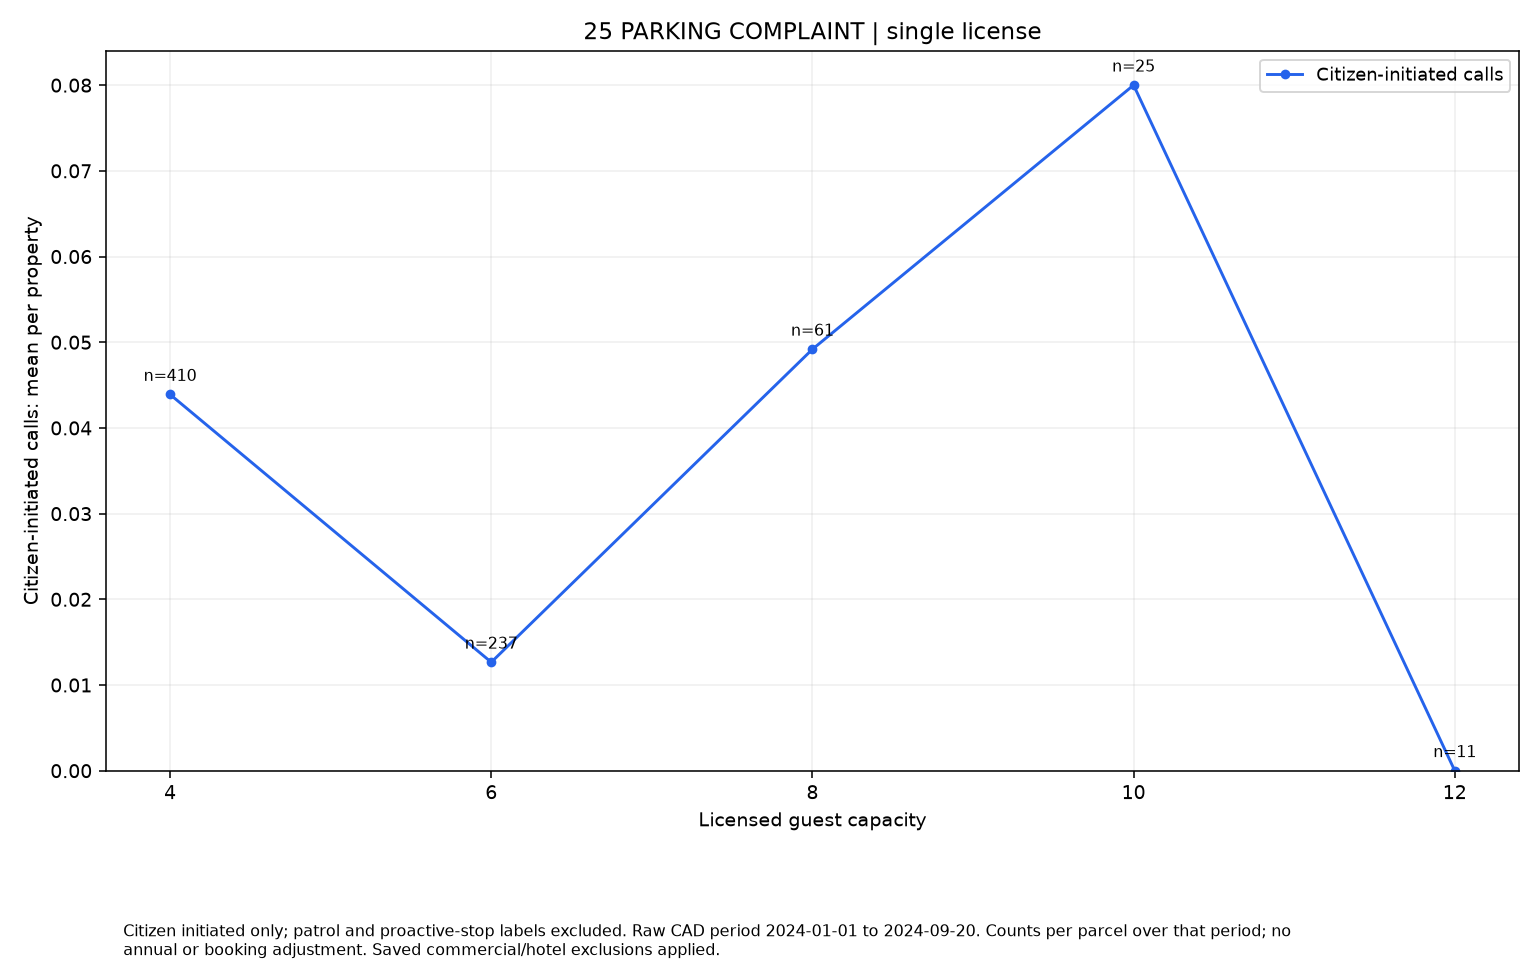 25 PARKING COMPLAINT | single license
Citizen-initiated calls
Citizen-initiated calls: mean per property
0.08
0.07
0.06
0.05
0.04
0.03
0.02
0.01
0.00
n=410
n=237
n=61
n=25
n=11
4 6 8 10 12
Licensed guest capacity
Citizen initiated only; patrol and proactive-stop labels excluded. Raw CAD period 2024-01-01 to 2024-09-20. Counts per parcel over that period; no
annual or booking adjustment. Saved commercial/hotel exclusions applied.